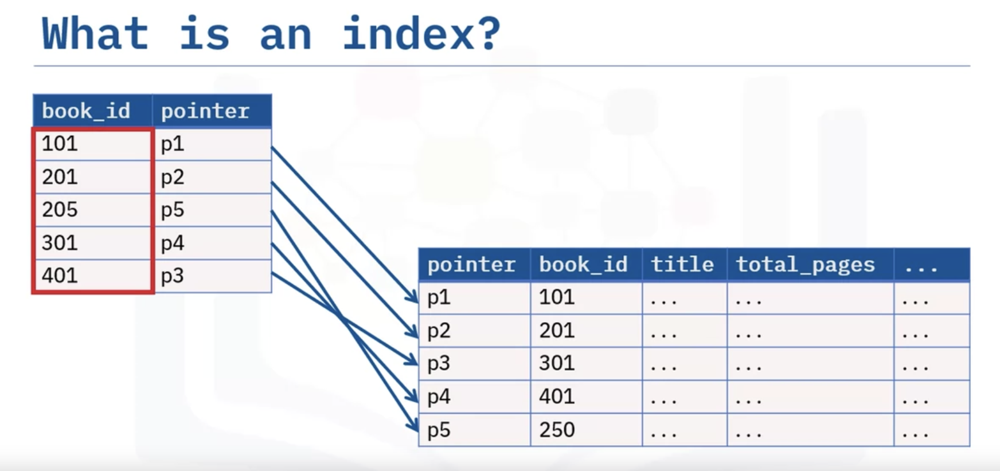 What is an index?
book_id pointer
101 p1
201 p2
205 p5
301 p4
401 p3
pointer book_id title total_pages ...
p1 101 ... ... ...
p2 201 ... ... ...
p3 301 ... ... ...
p4 401 ... ... ...
p5 250 ... ... ...